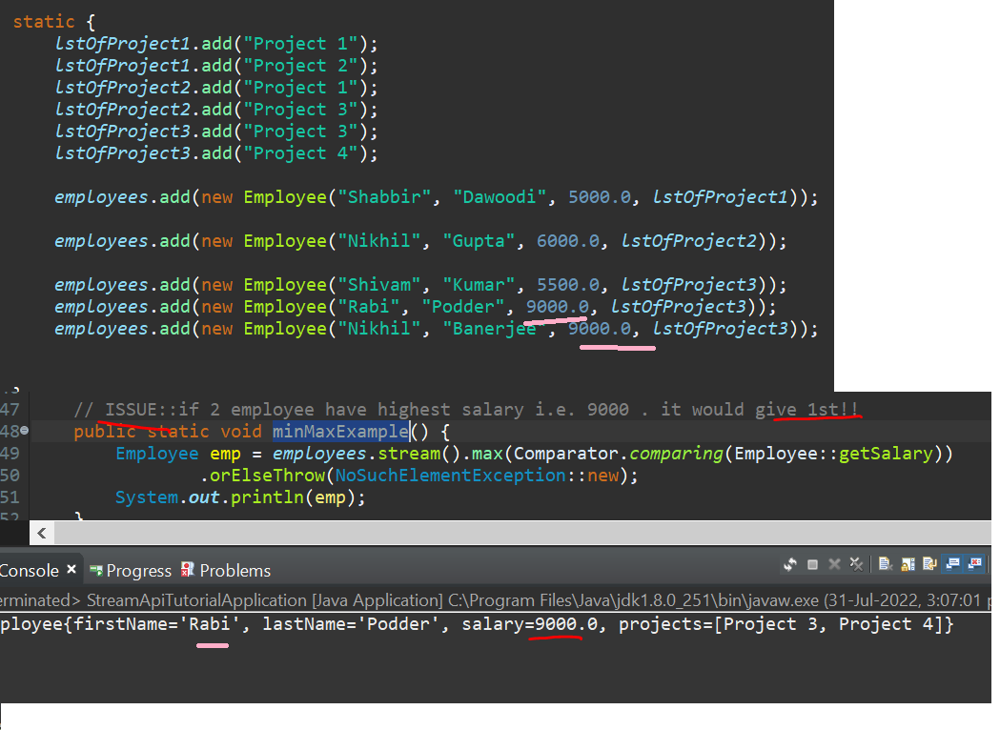 static {
lstOfProject1.add("Project 1");
lstOfProject1.add("Project 2");
lstOfProject2.add("Project 1");
lstOfProject2.add("Project 3");
lstOfProject3.add("Project 3");
lstOfProject3.add("Project 4");
employees.add(new Employee("Shabbir", "Dawoodi", 5000.0, lstOfProject1));
employees.add(new Employee("Nikhil", "Gupta", 6000.0, lstOfProject2));
employees.add(new Employee("Shivam", "Kumar", 5500.0, lstOfProject3));
employees.add(new Employee("Rabi", "Podder", 9000.0, lstOfProject3));
employees.add(new Employee("Nikhil", "Banerjee", 9000.0, lstOfProject3));
47 // ISSUE::if 2 employee have highest salary i.e. 9000 . it would give 1st!!
48 public static void minMaxExample() {
49 Employee emp = employees.stream().max(Comparator.comparing(Employee::getSalary))
50 .orElseThrow(NoSuchElementException::new);
51 System.out.println(emp);
52 }
Console Progress Problems
erminated> StreamApiTutorialApplication [Java Application] C:\Program Files\Java\jdk1.8.0_251\bin\javaw.exe (31-Jul-2022, 3:07:01 p
ployee{firstName='Rabi', lastName='Podder', salary=9000.0, projects=[Project 3, Project 4]}